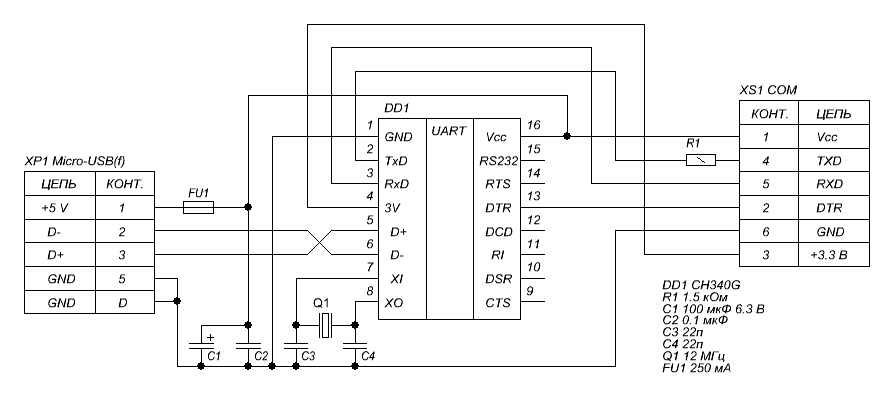 XS1 COM
КОНТ. ЦЕПЬ
1 Vcc
4 TXD
5 RXD
2 DTR
6 GND
3 +3.3 В
R1
DD1
UART
1 GND Vcc 16
2 TxD RS232 15
3 RxD RTS 14
4 3V DTR 13
5 D+ DCD 12
6 D- RI 11
7 XI DSR 10
8 XO CTS 9
XP1 Micro-USB(f)
ЦЕПЬ КОНТ.
+5 V 1
D- 2
D+ 3
GND 5
GND D
FU1
Q1
+
C1
C2
C3
C4
DD1 CH340G
R1 1.5 кОм
C1 100 мкФ 6.3 В
C2 0.1 мкФ
C3 22п
C4 22п
Q1 12 МГц
FU1 250 мА